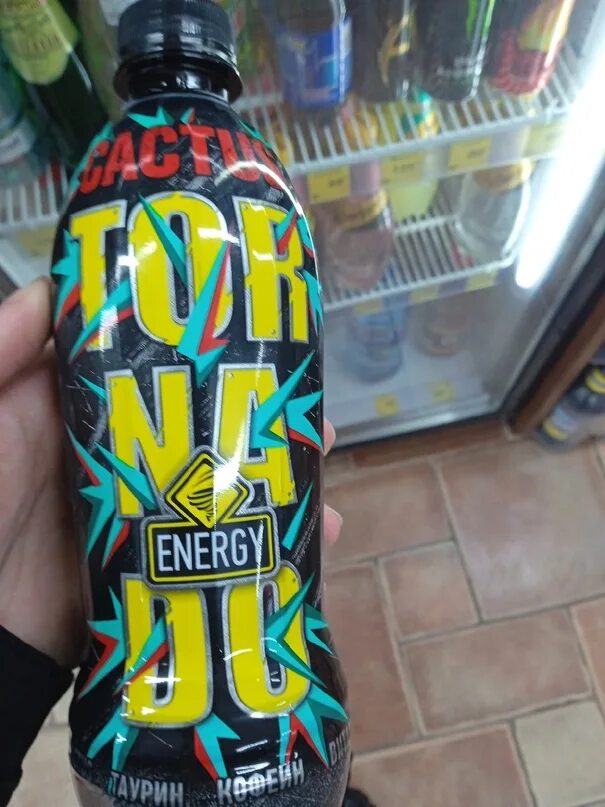 CACTUS
TOR
NA
ENERGY
DO
ТАУРИН КОФЕИН